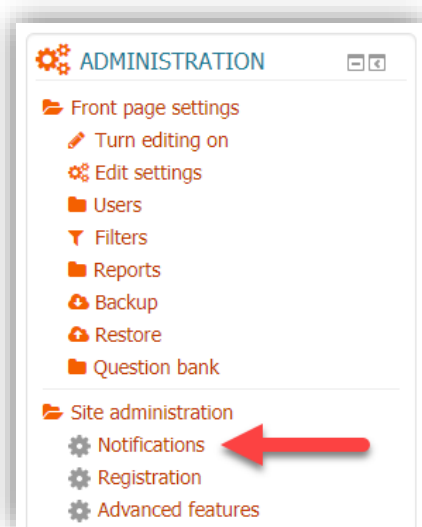 ADMINISTRATION
Front page settings
Turn editing on
Edit settings
Users
Filters
Reports
Backup
Restore
Question bank
Site administration
Notifications
Registration
Advanced features